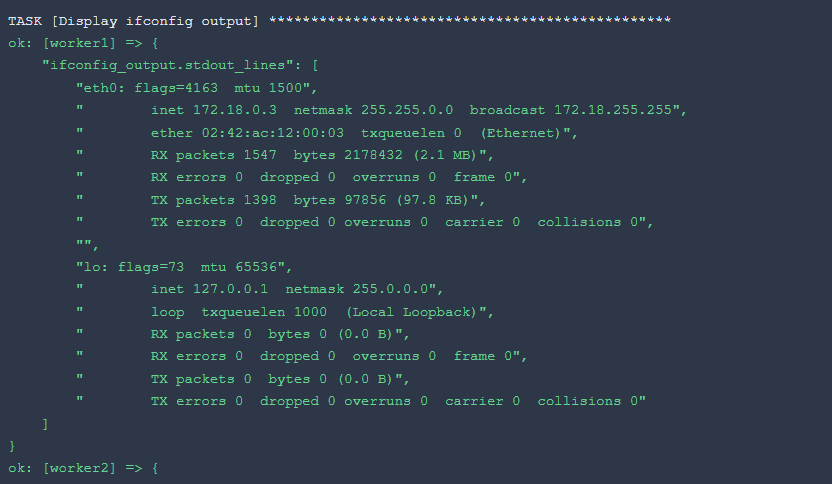 TASK [Display ifconfig output] ************************************************
ok: [worker1] => {
    "ifconfig_output.stdout_lines": [
        "eth0: flags=4163  mtu 1500",
        "        inet 172.18.0.3  netmask 255.255.0.0  broadcast 172.18.255.255",
        "        ether 02:42:ac:12:00:03  txqueuelen 0  (Ethernet)",
        "        RX packets 1547  bytes 2178432 (2.1 MB)",
        "        RX errors 0  dropped 0  overruns 0  frame 0",
        "        TX packets 1398  bytes 97856 (97.8 KB)",
        "        TX errors 0  dropped 0 overruns 0  carrier 0  collisions 0",
        "",
        "lo: flags=73  mtu 65536",
        "        inet 127.0.0.1  netmask 255.0.0.0",
        "        loop  txqueuelen 1000  (Local Loopback)",
        "        RX packets 0  bytes 0 (0.0 B)",
        "        RX errors 0  dropped 0  overruns 0  frame 0",
        "        TX packets 0  bytes 0 (0.0 B)",
        "        TX errors 0  dropped 0 overruns 0  carrier 0  collisions 0"
    ]
}
ok: [worker2] => {